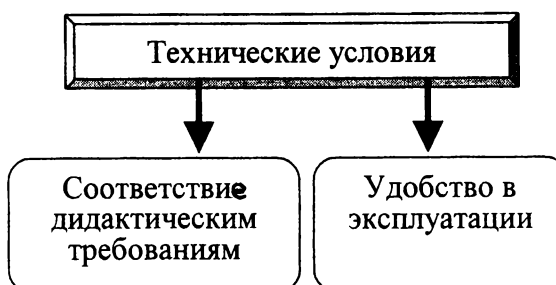 Технические условия
Соответствие
дидактическим
требованиям
Удобство в
эксплуатации